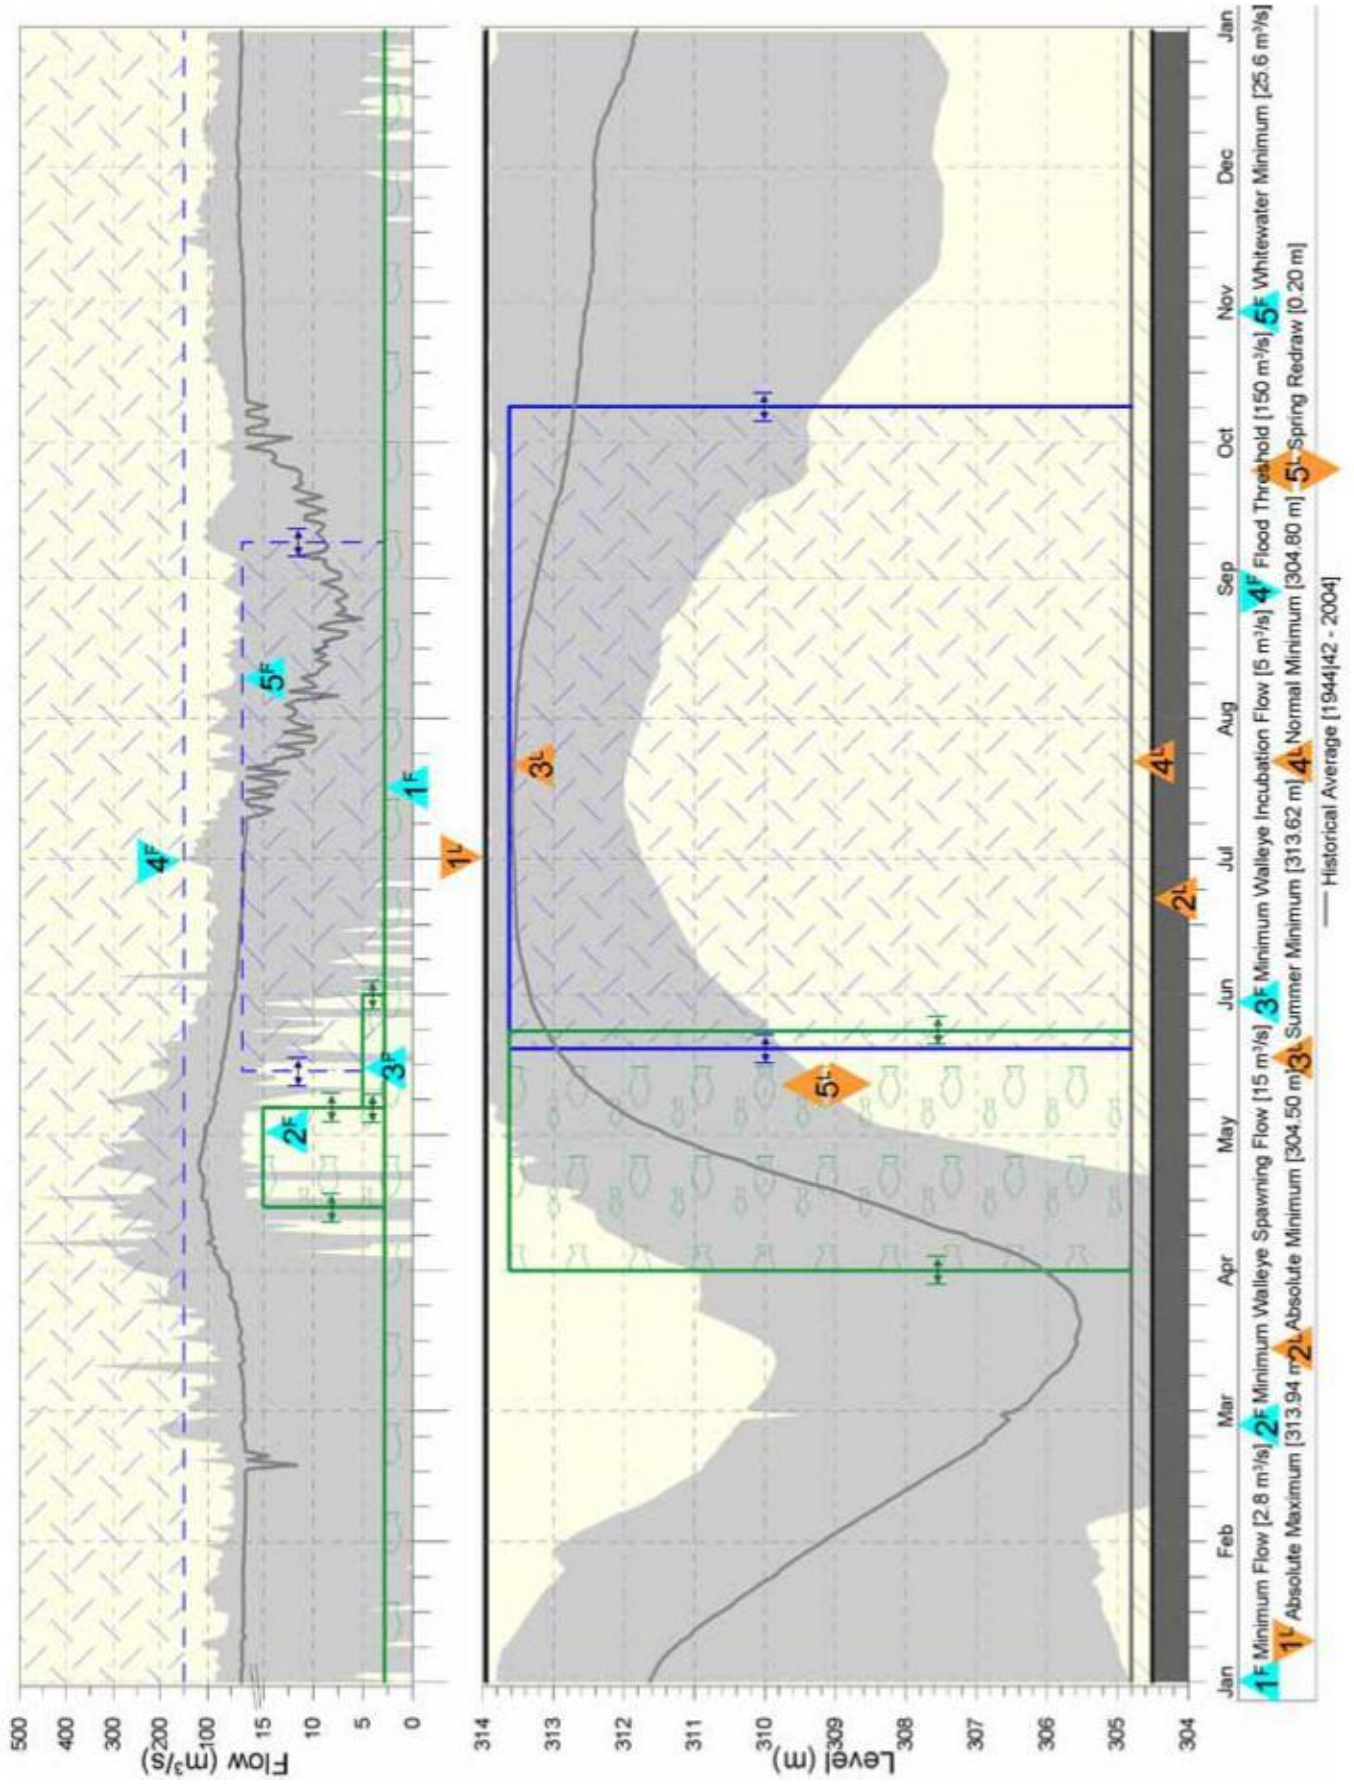 500
400
300
200
100
15
10
5
0
Flow (m³/s)
4F
5F
2F
3F
1F
314
313
312
311
310
309
308
307
306
305
304
Level (m)
1L
3L
5L
4L
2L
Jan Feb Mar Apr May Jun Jul Aug Sep Oct Nov Dec Jan
1F Minimum Flow [2.8 m³/s] 2F Minimum Walleye Spawning Flow [15 m³/s] 3F Minimum Walleye Incubation Flow [5 m³/s] 4F Flood Threshold [150 m³/s] 5F Whitewater Minimum [25.6 m³/s]
1L Absolute Maximum [313.94 m] 2L Absolute Minimum [304.50 m] 3L Summer Minimum [313.62 m] 4L Normal Minimum [304.80 m] 5L Spring Redraw [0.20 m]
Historical Average [1944|42 - 2004]